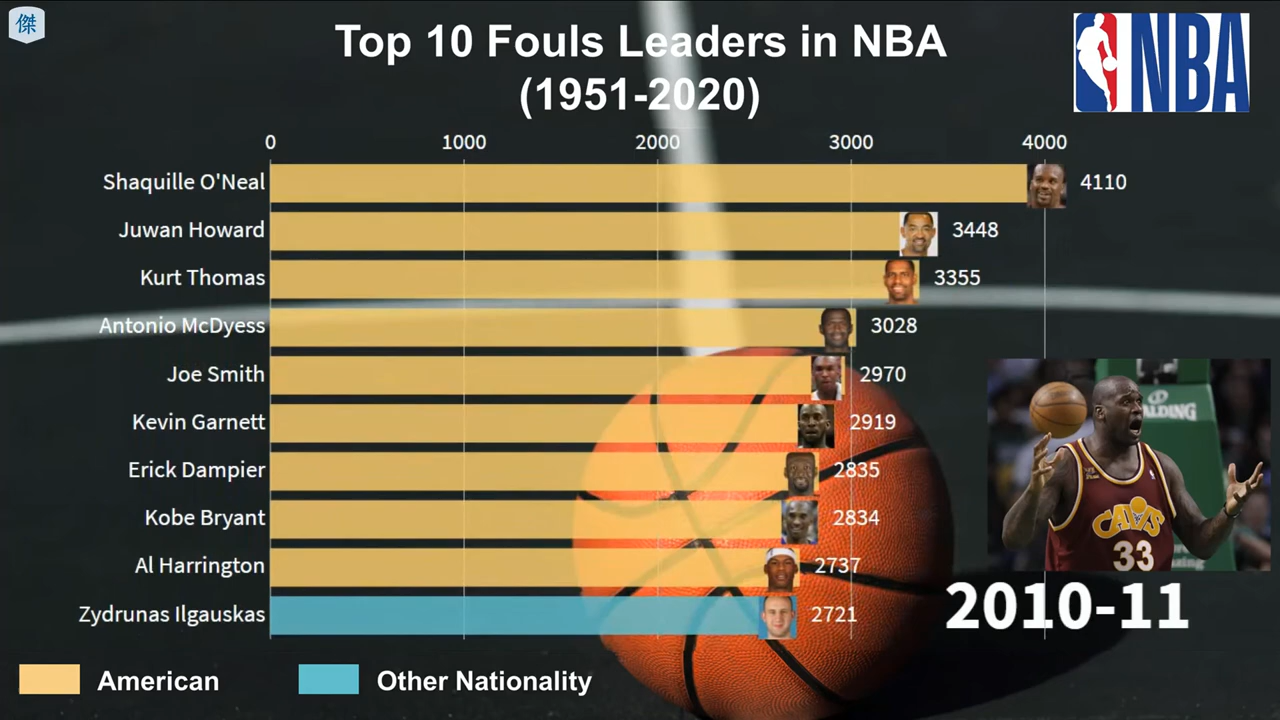 傑
Top 10 Fouls Leaders in NBA
(1951-2020)
NBA
0 1000 2000 3000 4000
Shaquille O'Neal 4110
Juwan Howard 3448
Kurt Thomas 3355
Antonio McDyess 3028
Joe Smith 2970
Kevin Garnett 2919
Erick Dampier 2835
Kobe Bryant 2834
Al Harrington 2737
Zydrunas Ilgauskas 2721
ALDING
CAVS
33
2010-11
American
Other Nationality